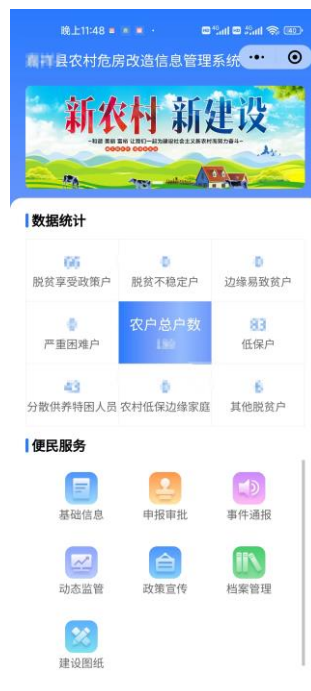 晚上11:48
县农村危房改造信息管理系统
新农村 新建设
数据统计
脱贫享受政策户 脱贫不稳定户 边缘易致贫户
83
严重困难户 农户总户数 低保户
43
分散供养特困人员 农村低保边缘家庭 其他脱贫户
便民服务
基础信息 申报审批 事件通报
动态监管 政策宣传 档案管理
建设图纸